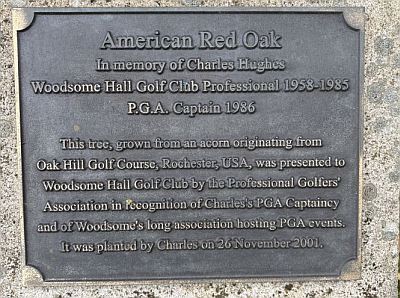 American Red Oak
In memory of Charles Hughes
Woodsome Hall Golf Club Professional 1958-1985
P.G.A. Captain 1986
This tree, grown from an acorn originating from
Oak Hill Golf Course, Rochester, USA, was presented to
Woodsome Hall Golf Club by the Professional Golfers'
Association in recognition of Charles's PGA Captaincy
and of Woodsome's long association hosting PGA events.
It was planted by Charles on 26 November 2001.